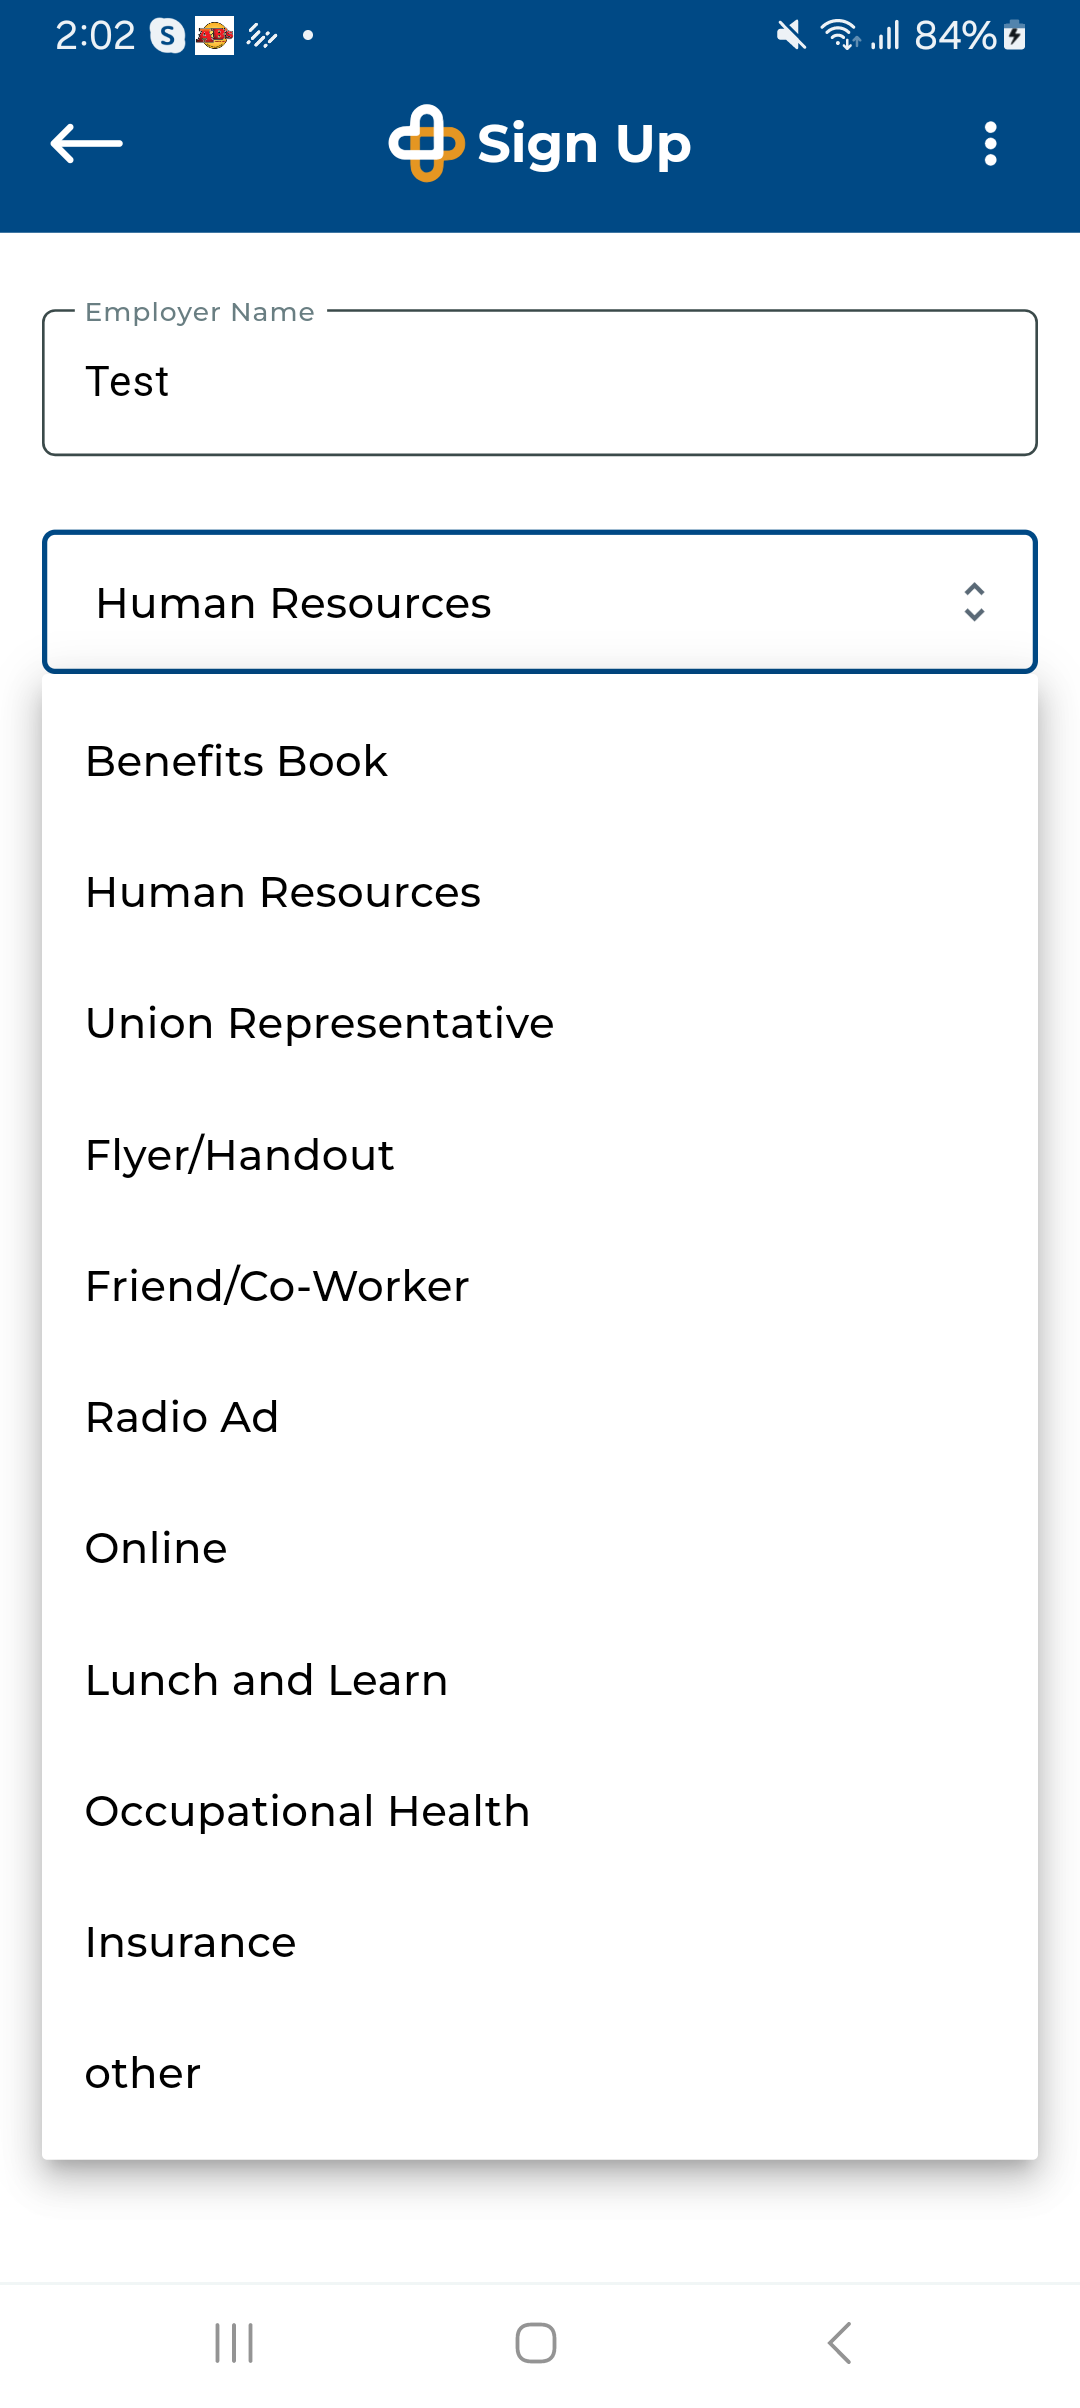 2:02 S 84%
Sign Up
Employer Name
Test
Human Resources
Benefits Book
Human Resources
Union Representative
Flyer/Handout
Friend/Co-Worker
Radio Ad
Online
Lunch and Learn
Occupational Health
Insurance
other